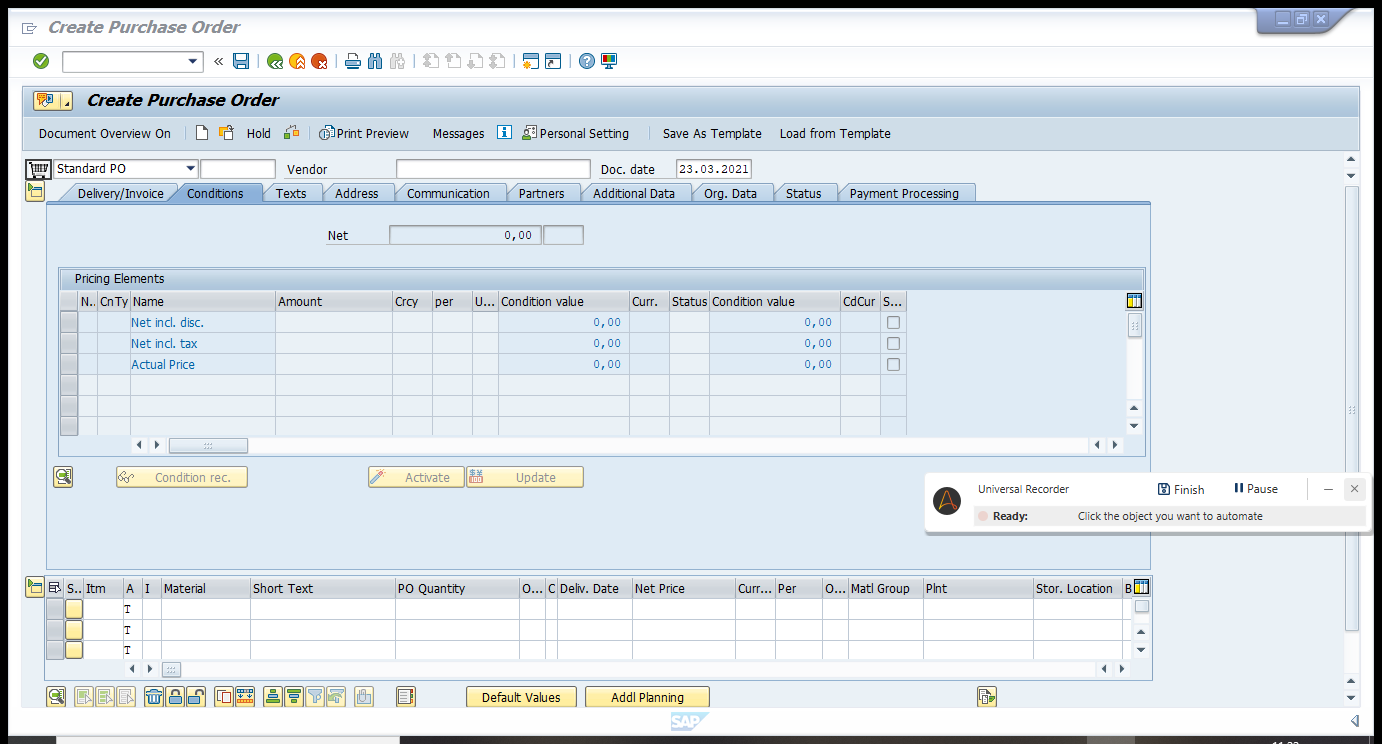 Create Purchase Order
Create Purchase Order
Document Overview On Hold Print Preview Messages Personal Setting Save As Template Load from Template
Standard PO Vendor Doc. date 23.03.2021
Delivery/Invoice Conditions Texts Address Communication Partners Additional Data Org. Data Status Payment Processing
Net 0,00
Pricing Elements
N.. CnTy Name Amount Crcy per U... Condition value Curr. Status Condition value CdCur S...
Net incl. disc. 0,00 0,00
Net incl. tax 0,00 0,00
Actual Price 0,00 0,00
Condition rec. Activate Update
Universal Recorder Finish Pause
Ready: Click the object you want to automate
S.. Itm A I Material Short Text PO Quantity O... C Deliv. Date Net Price Curr... Per O... Matl Group Plnt Stor. Location B
T
T
T
Default Values Addl Planning
SAP